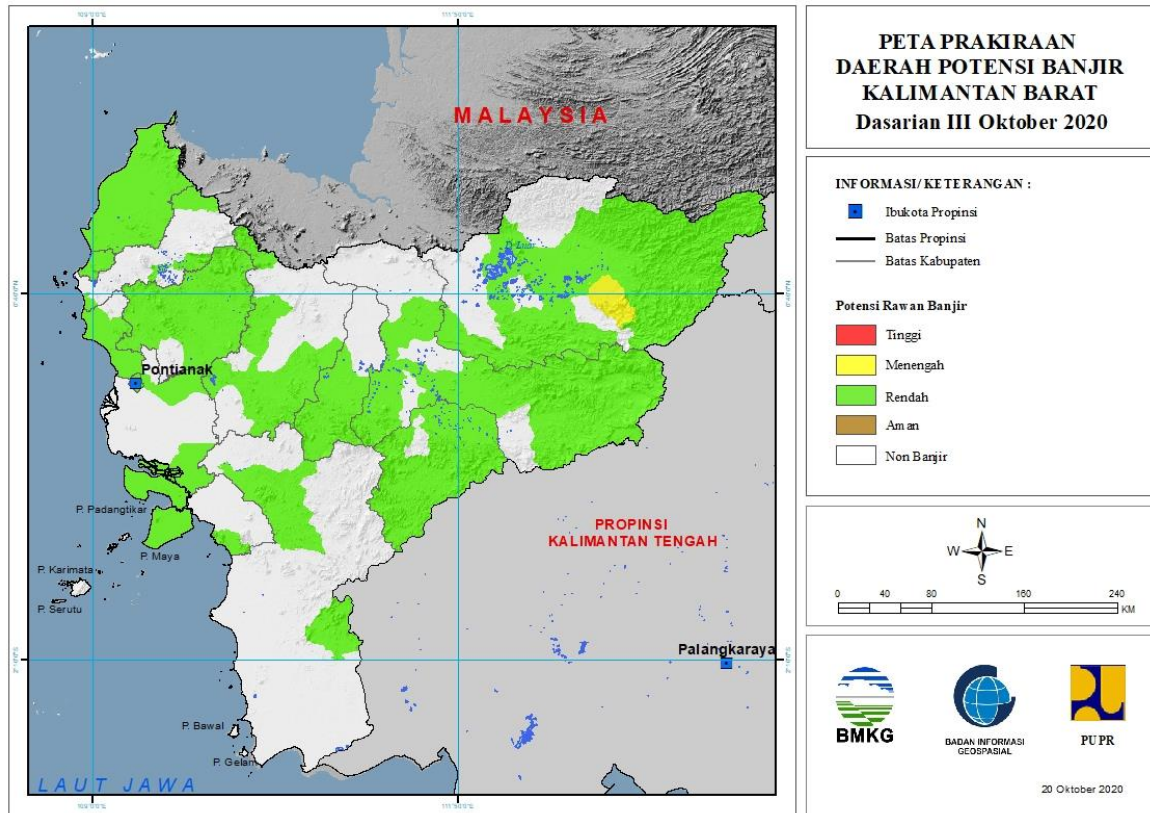 PETA PRAKIRAAN
DAERAH POTENSI BANJIR
KALIMANTAN BARAT
Dasarian III Oktober 2020
INFORMASI/ KETERANGAN :
Ibukota Propinsi
Batas Propinsi
Batas Kabupaten
Potensi Rawan Banjir
Tinggi
Menengah
Rendah
Aman
Non Banjir
N
W E
S
0 40 80 160 240
KM
BMKG
BADAN INFORMASI
GEOSPASIAL
PUPR
20 Oktober 2020
MALAYSIA
Pontianak
P. Padangtikar
P. Maya
P. Karimata
P. Serutu
PROPINSI
KALIMANTAN TENGAH
Palangkaraya
P. Bawal
P. Gelam
LAUT JAWA